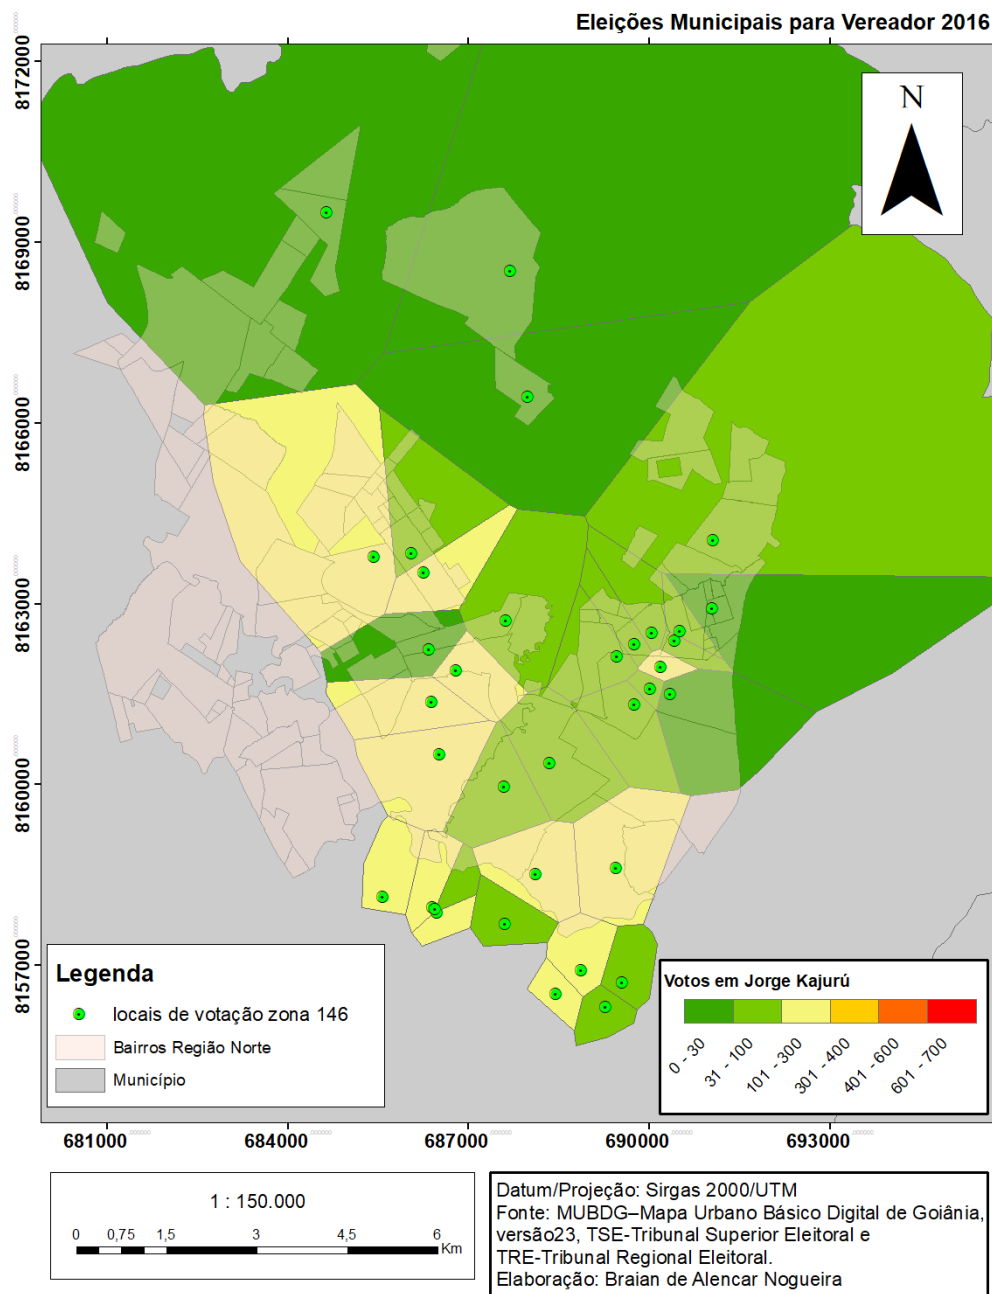 Eleições Municipais para Vereador 2016
N
8172000
8169000
8166000
8163000
8160000
8157000
Legenda
locais de votação zona 146
Bairros Região Norte
Município
Votos em Jorge Kajurú
0 - 30
31 - 100
101 - 300
301 - 400
401 - 600
601 - 700
681000
684000
687000
690000
693000
1 : 150.000
0 0,75 1,5 3 4,5 6
Km
Datum/Projeção: Sirgas 2000/UTM
Fonte: MUBDG–Mapa Urbano Básico Digital de Goiânia,
versão23, TSE-Tribunal Superior Eleitoral e
TRE-Tribunal Regional Eleitoral.
Elaboração: Braian de Alencar Nogueira